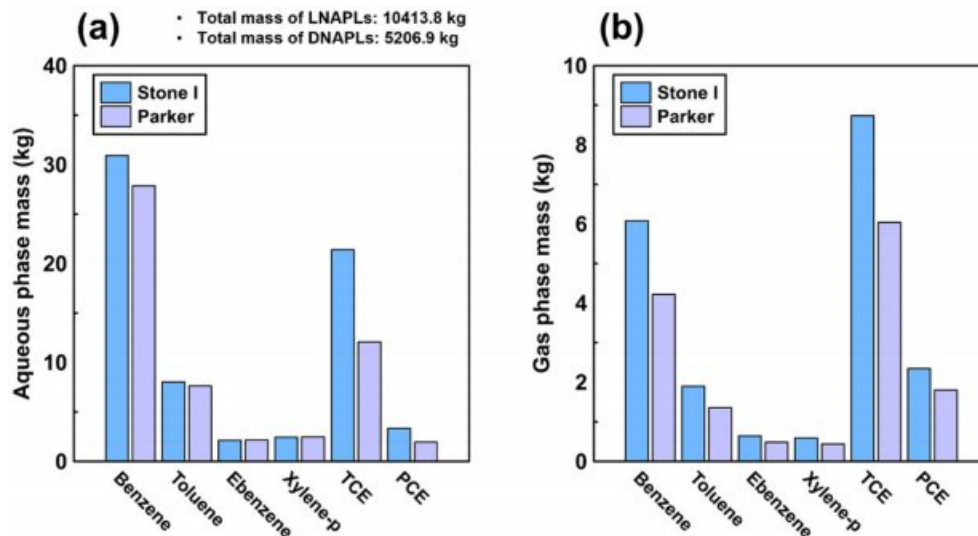 (a)
• Total mass of LNAPLs: 10413.8 kg
• Total mass of DNAPLs: 5206.9 kg
Aqueous phase mass (kg)
40
30
20
10
0
Stone I
Parker
Benzene
Toluene
Ebenzene
Xylene-p
TCE
PCE
(b)
Gas phase mass (kg)
10
8
6
4
2
0
Stone I
Parker
Benzene
Toluene
Ebenzene
Xylene-p
TCE
PCE